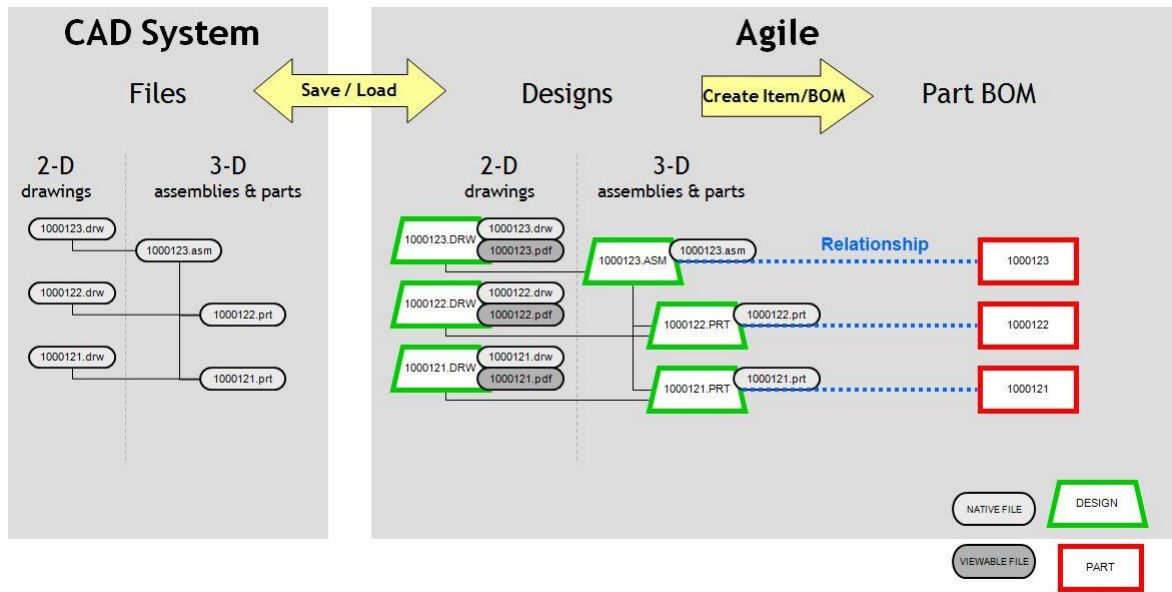 CAD System
Agile
Files
Save / Load
Designs
Create Item/BOM
Part BOM
2-D
drawings
3-D
assemblies & parts
2-D
drawings
3-D
assemblies & parts
1000123.drw
1000123.asm
1000122.drw
1000122.prt
1000121.drw
1000121.prt
1000123.DRW
1000123.drw
1000123.pdf
1000123.ASM
1000123.asm
Relationship
1000123
1000122.DRW
1000122.drw
1000122.pdf
1000122.PRT
1000122.prt
1000122
1000121.DRW
1000121.drw
1000121.pdf
1000121.PRT
1000121.prt
1000121
NATIVE FILE
DESIGN
VIEWABLE FILE
PART